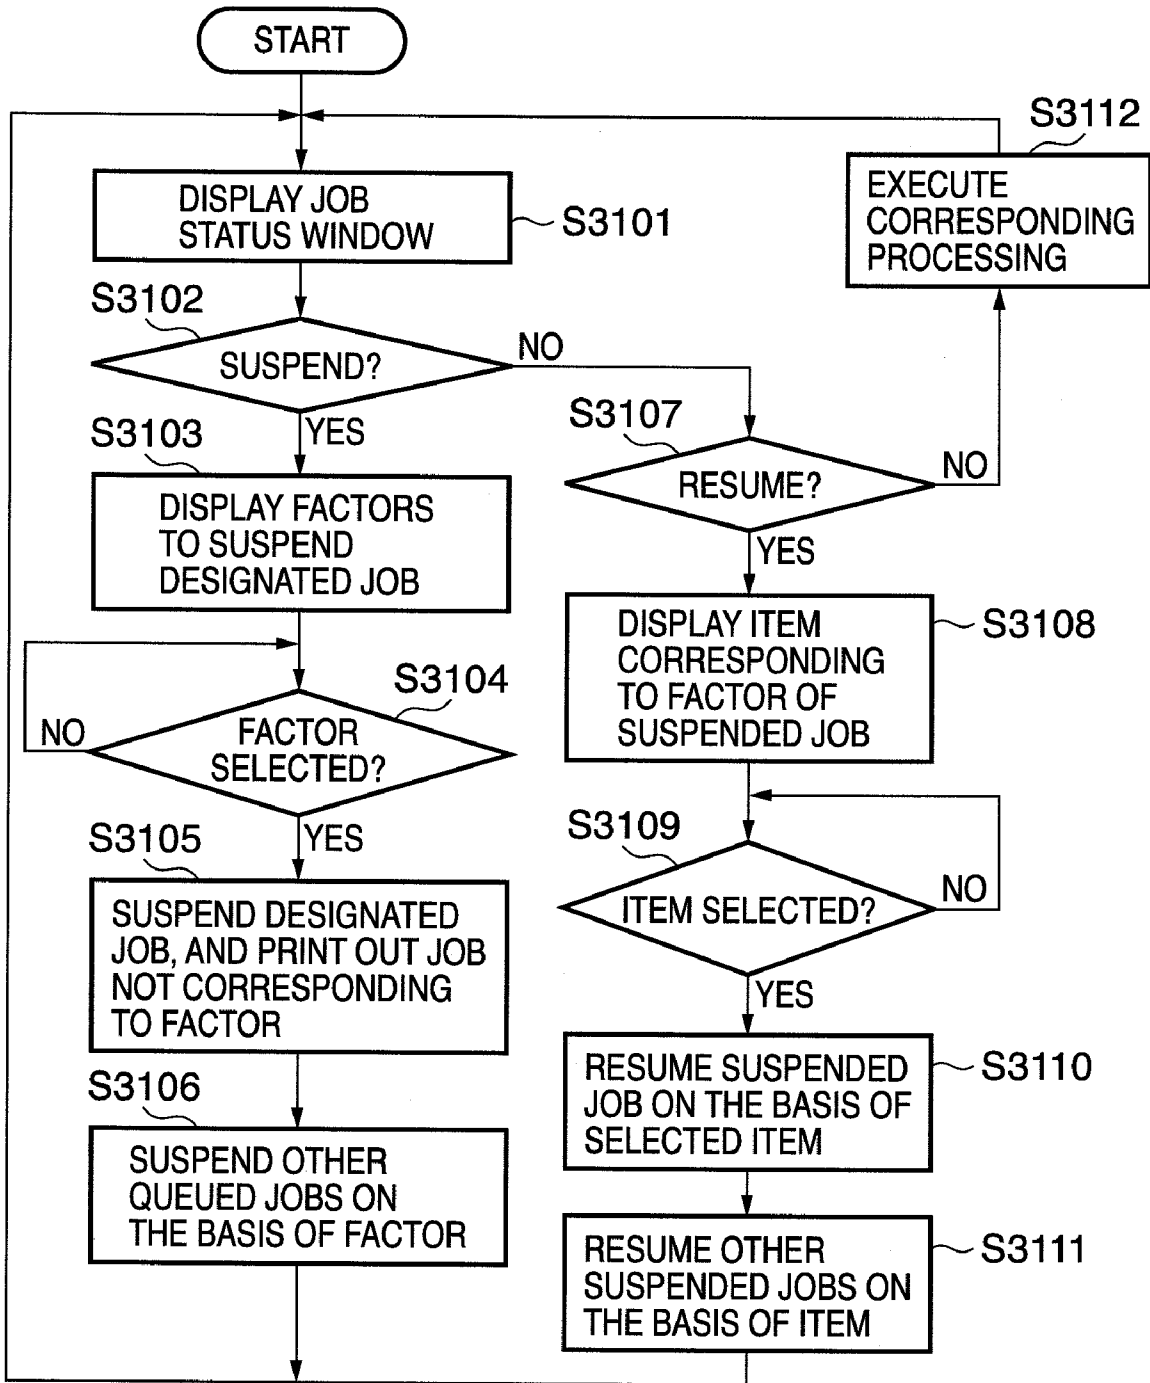 START
S3112
EXECUTE
CORRESPONDING
PROCESSING
DISPLAY JOB
STATUS WINDOW
S3101
S3102
SUSPEND?
NO
YES
S3103
DISPLAY FACTORS
TO SUSPEND
DESIGNATED JOB
S3104
FACTOR
SELECTED?
NO
YES
S3105
SUSPEND DESIGNATED
JOB, AND PRINT OUT JOB
NOT CORRESPONDING
TO FACTOR
S3106
SUSPEND OTHER
QUEUED JOBS ON
THE BASIS OF FACTOR
S3107
RESUME?
NO
YES
S3108
DISPLAY ITEM
CORRESPONDING
TO FACTOR OF
SUSPENDED JOB
S3109
ITEM SELECTED?
NO
YES
S3110
RESUME SUSPENDED
JOB ON THE BASIS OF
SELECTED ITEM
S3111
RESUME OTHER
SUSPENDED JOBS ON
THE BASIS OF ITEM